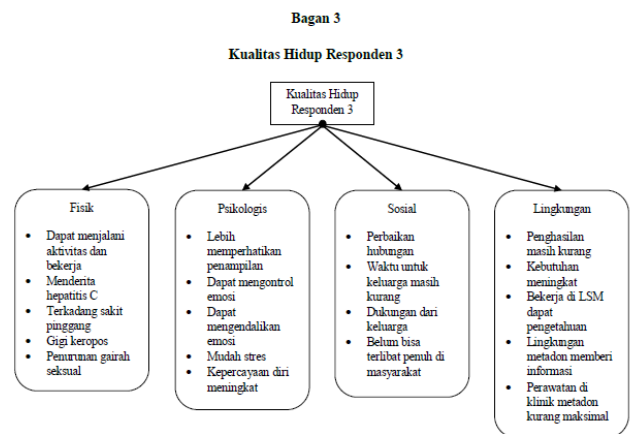 Bagan 3
Kualitas Hidup Responden 3
Kualitas Hidup
Responden 3
Fisik
• Dapat menjalani
aktivitas dan
bekerja
• Menderita
hepatitis C
• Terkadang sakit
pinggang
• Gigi keropos
• Penurunan gairah
seksual
Psikologis
• Lebih
memperhatikan
penampilan
• Dapat mengontrol
emosi
• Dapat
mengendalikan
emosi
• Mudah stres
• Kepercayaan diri
meningkat
Sosial
• Perbaikan
hubungan
• Waktu untuk
keluarga masih
kurang
• Dukungan dari
keluarga
• Belum bisa
terlibat penuh di
masyarakat
Lingkungan
• Penghasilan
masih kurang
• Kebutuhan
meningkat
• Bekerja di LSM
dapat
pengetahuan
• Lingkungan
metadon memberi
informasi
• Perawatan di
klinik metadon
kurang maksimal